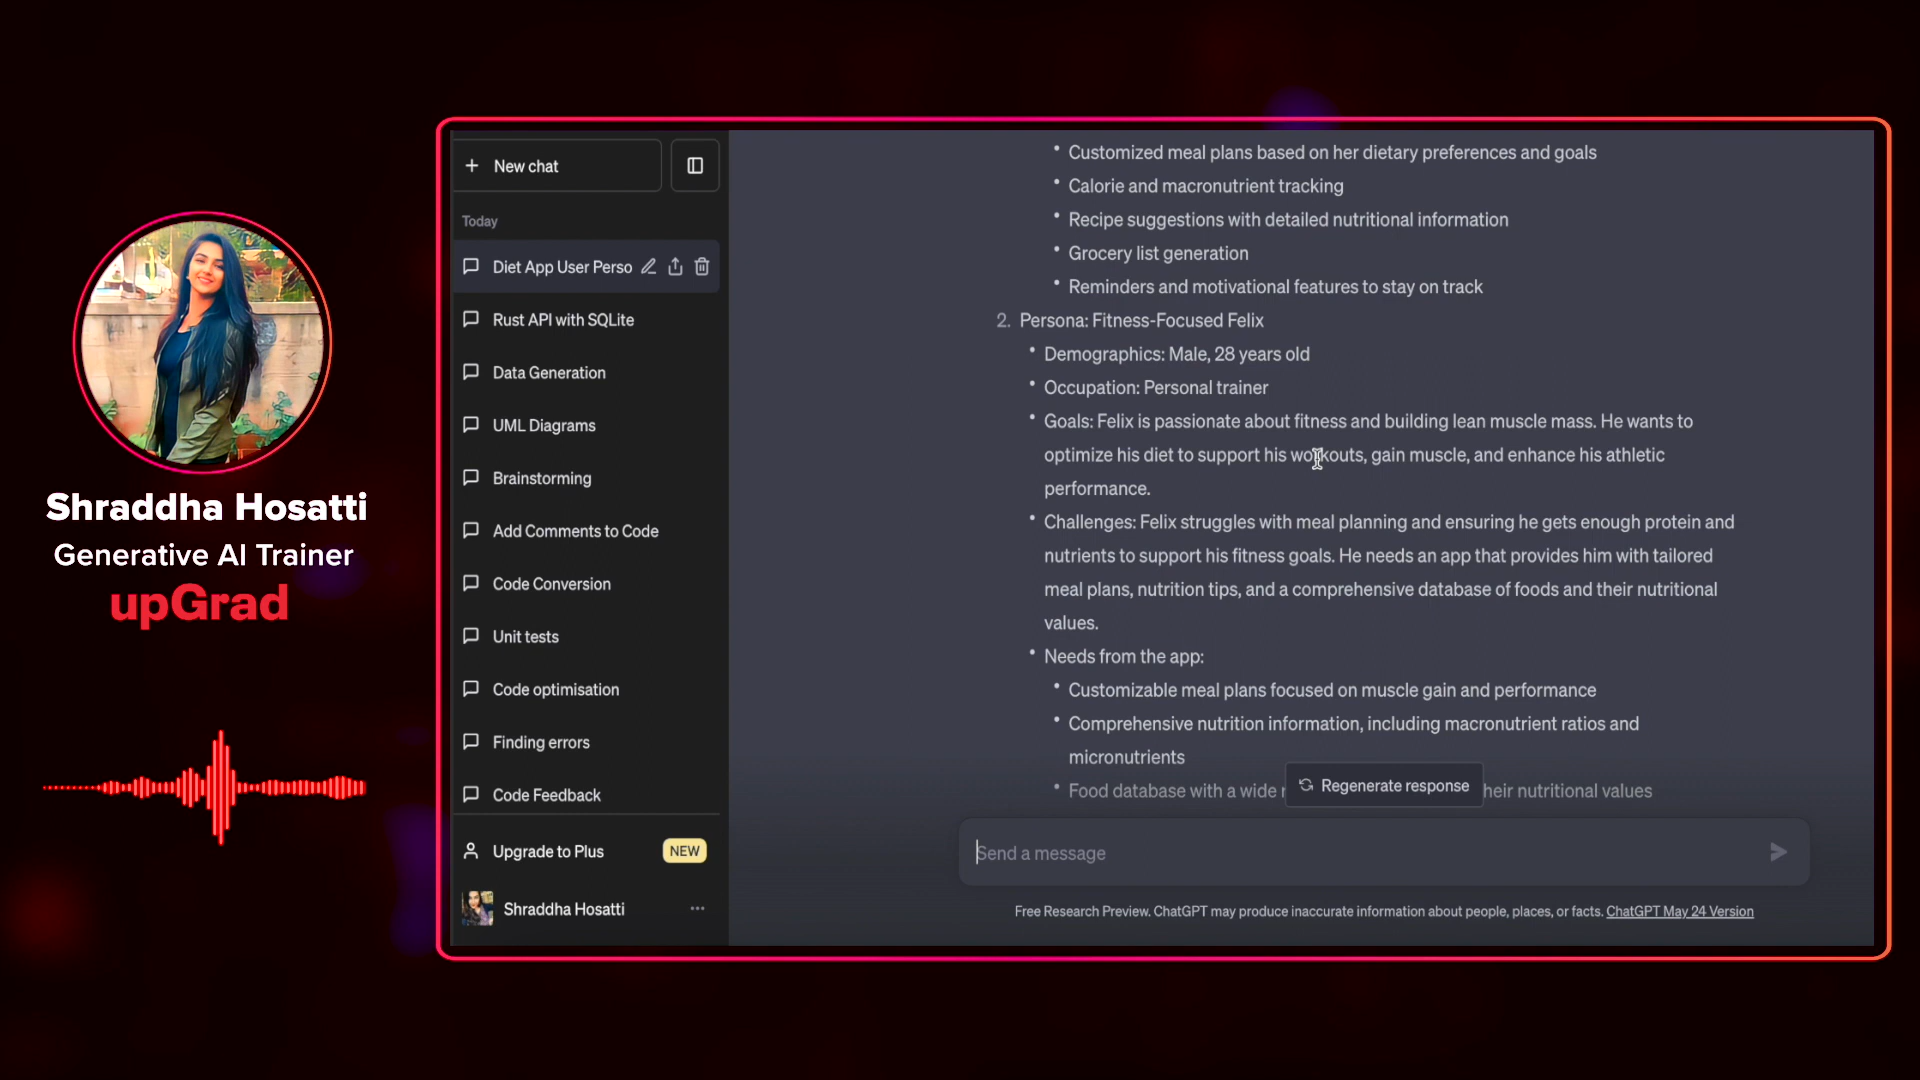 Shraddha Hosatti
Generative AI Trainer
upGrad
New chat
Today
Diet App User Perso
Rust API with SQLite
Data Generation
UML Diagrams
Brainstorming
Add Comments to Code
Code Conversion
Unit tests
Code optimisation
Finding errors
Code Feedback
Upgrade to Plus NEW
Shraddha Hosatti ...
• Customized meal plans based on her dietary preferences and goals
• Calorie and macronutrient tracking
• Recipe suggestions with detailed nutritional information
• Grocery list generation
• Reminders and motivational features to stay on track
2. Persona: Fitness-Focused Felix
• Demographics: Male, 28 years old
• Occupation: Personal trainer
• Goals: Felix is passionate about fitness and building lean muscle mass. He wants to
optimize his diet to support his workouts, gain muscle, and enhance his athletic
performance.
• Challenges: Felix struggles with meal planning and ensuring he gets enough protein and
nutrients to support his fitness goals. He needs an app that provides him with tailored
meal plans, nutrition tips, and a comprehensive database of foods and their nutritional
values.
• Needs from the app:
• Customizable meal plans focused on muscle gain and performance
• Comprehensive nutrition information, including macronutrient ratios and
micronutrients
• Food database with a wide heir nutritional values
Regenerate response
Send a message
Free Research Preview. ChatGPT may produce inaccurate information about people, places, or facts. ChatGPT May 24 Version